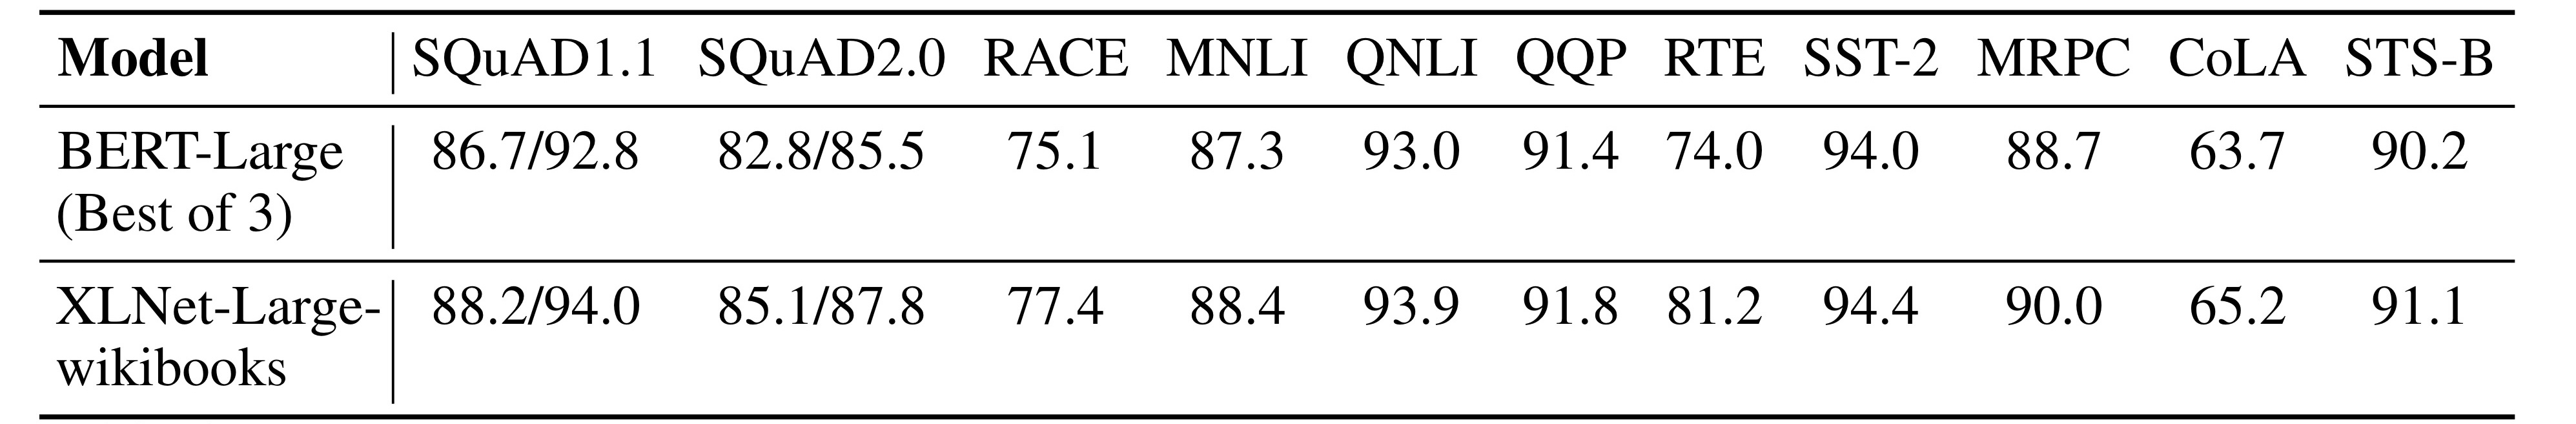 Model SQuAD1.1 SQuAD2.0 RACE MNLI QNLI QQP RTE SST-2 MRPC CoLA STS-B
BERT-Large 86.7/92.8 82.8/85.5 75.1 87.3 93.0 91.4 74.0 94.0 88.7 63.7 90.2
(Best of 3)
XLNet-Large- 88.2/94.0 85.1/87.8 77.4 88.4 93.9 91.8 81.2 94.4 90.0 65.2 91.1
wikibooks